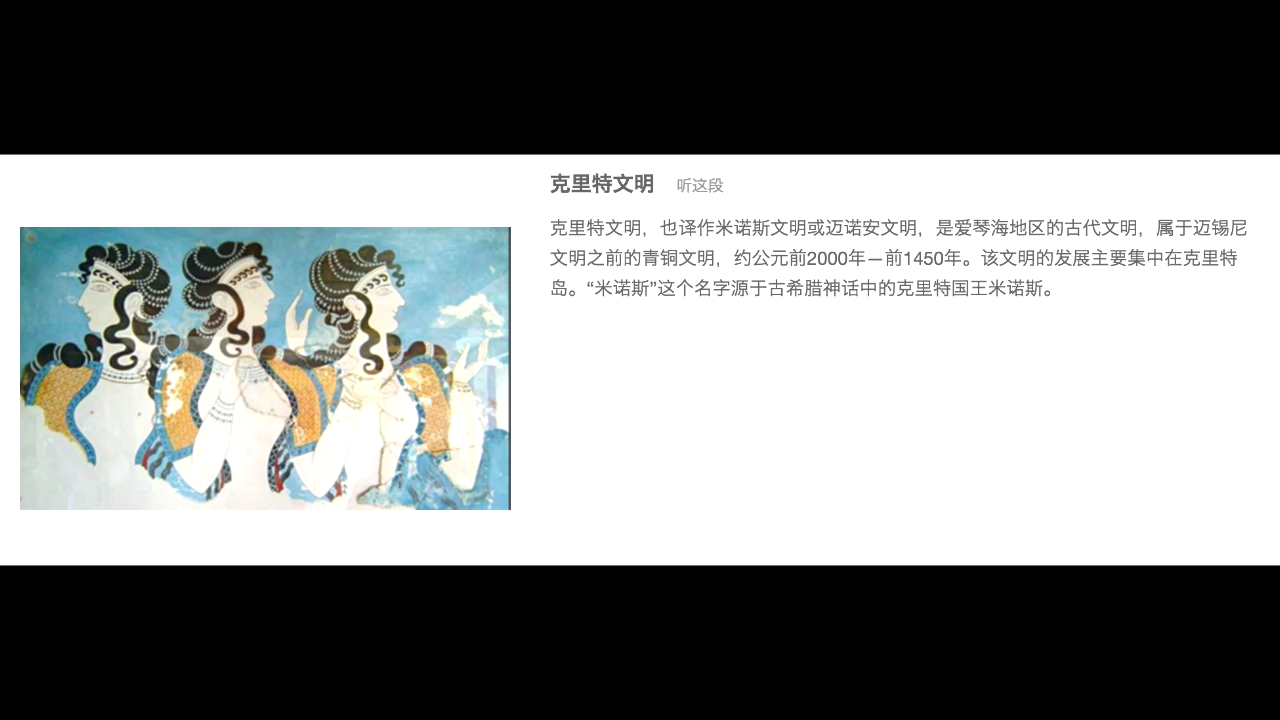 克里特文明 听这段
克里特文明，也译作米诺斯文明或迈诺安文明，是爱琴海地区的古代文明，属于迈锡尼
文明之前的青铜文明，约公元前2000年—前1450年。该文明的发展主要集中在克里特
岛。“米诺斯”这个名字源于古希腊神话中的克里特国王米诺斯。